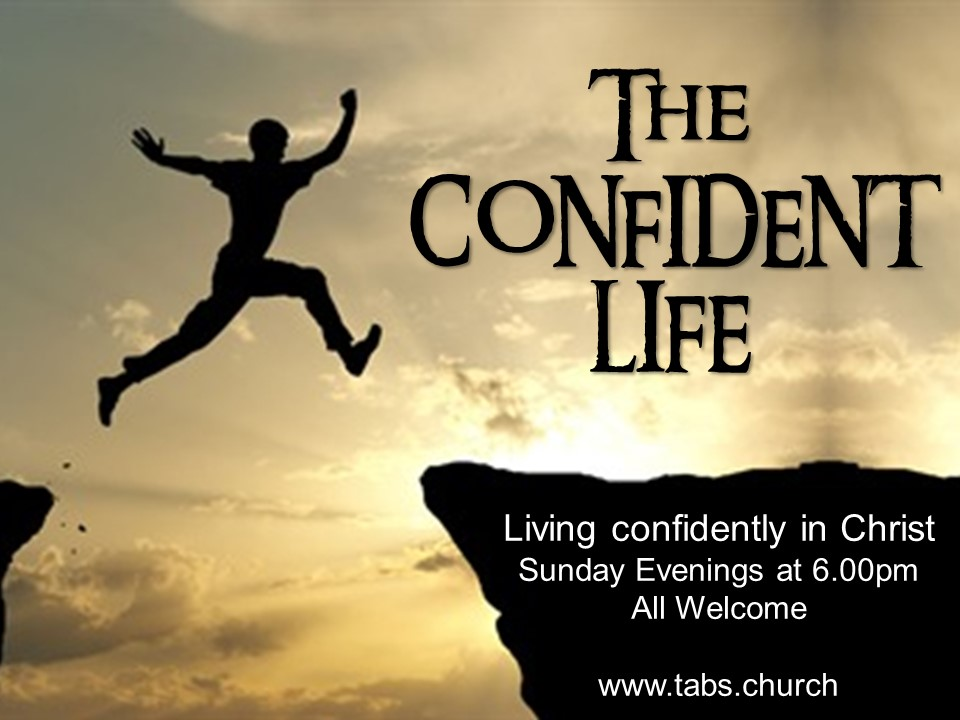 The
Confident
Life
Living confidently in Christ
Sunday Evenings at 6.00pm
All Welcome
www.tabs.church